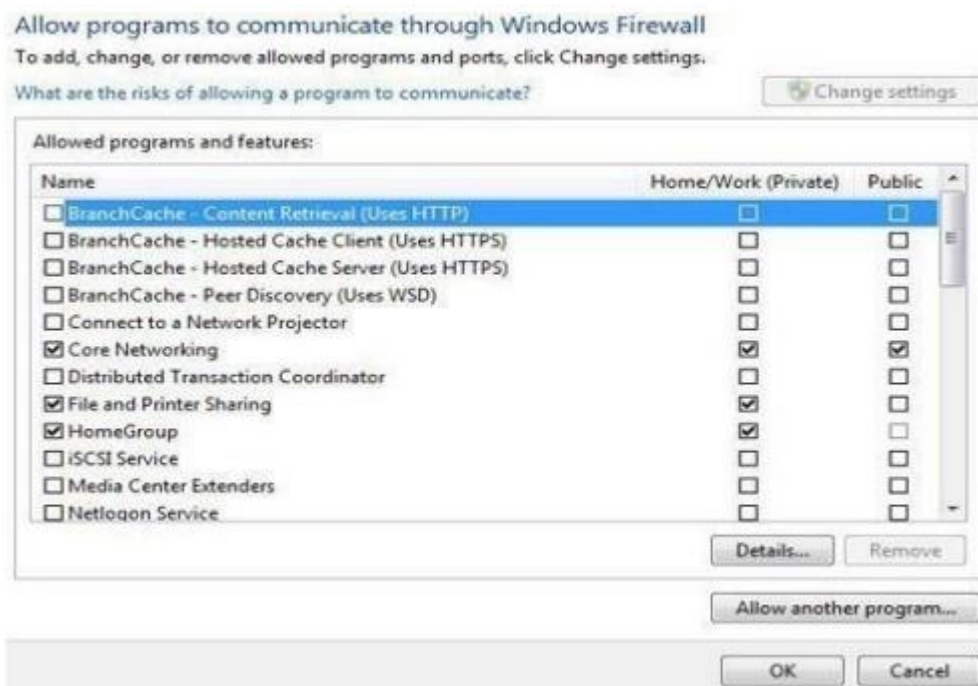 Allow programs to communicate through Windows Firewall
To add, change, or remove allowed programs and ports, click Change settings.
What are the risks of allowing a program to communicate?
Change settings
Allowed programs and features:
Name Home/Work (Private) Public
BranchCache - Content Retrieval (Uses HTTP)
BranchCache - Hosted Cache Client (Uses HTTPS)
BranchCache - Hosted Cache Server (Uses HTTPS)
BranchCache - Peer Discovery (Uses WSD)
Connect to a Network Projector
Core Networking
Distributed Transaction Coordinator
File and Printer Sharing
HomeGroup
iSCSI Service
Media Center Extenders
Netlogon Service
Details... Remove
Allow another program...
OK Cancel